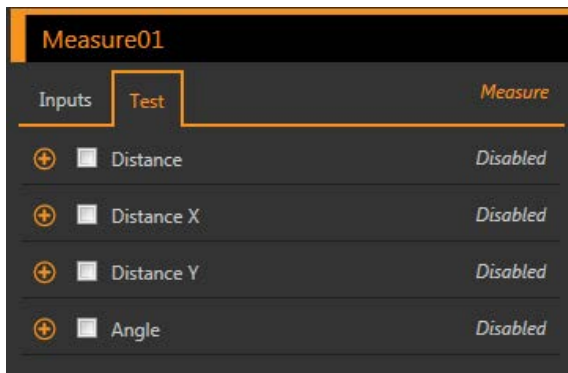 Measure01
Inputs Test Measure
Distance Disabled
Distance X Disabled
Distance Y Disabled
Angle Disabled